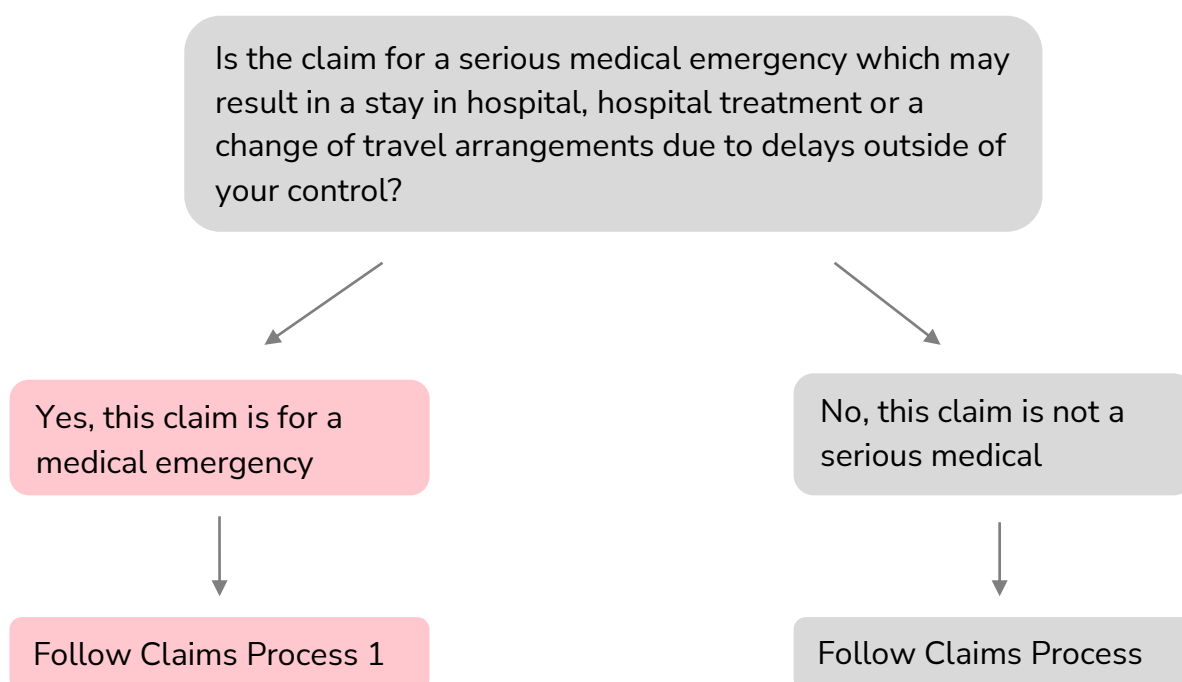 Is the claim for a serious medical emergency which may
result in a stay in hospital, hospital treatment or a
change of travel arrangements due to delays outside of
your control?
Yes, this claim is for a
medical emergency
No, this claim is not a
serious medical
Follow Claims Process 1
Follow Claims Process